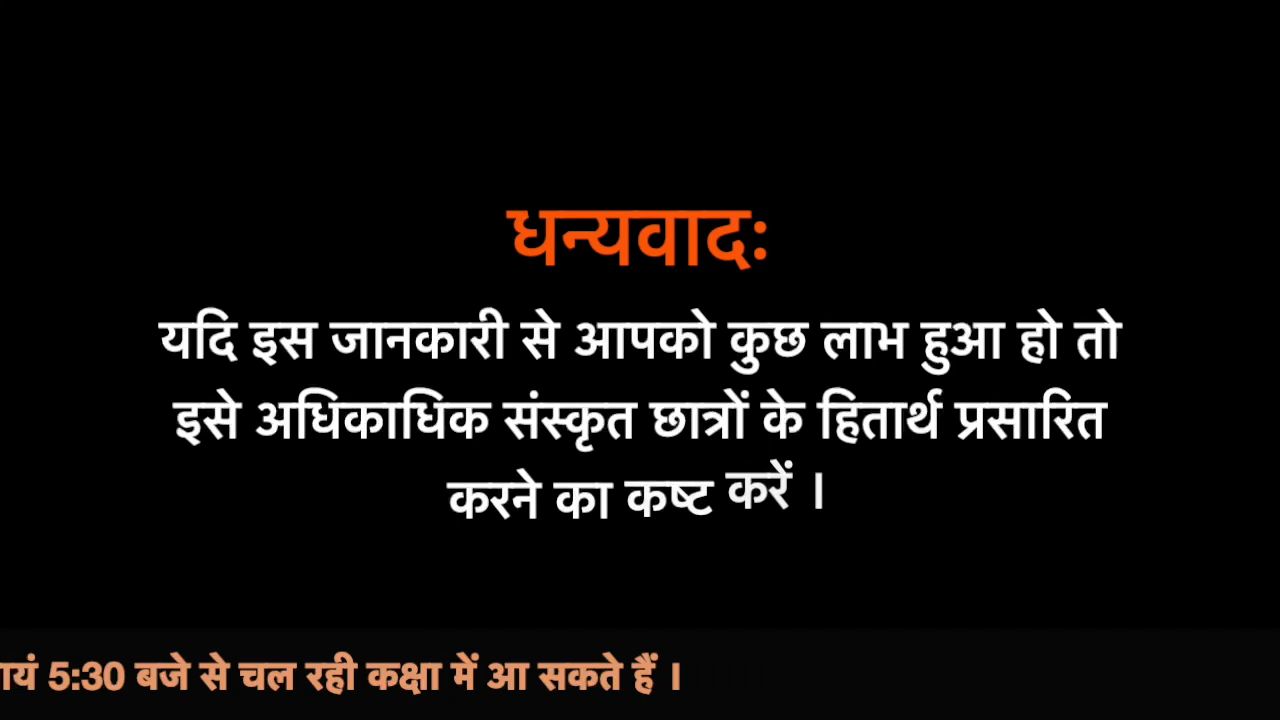 धन्यवादः
यदि इस जानकारी से आपको कुछ लाभ हुआ हो तो
इसे अधिकाधिक संस्कृत छात्रों के हितार्थ प्रसारित
करने का कष्ट करें ।
5:30 बजे से चल रही कक्षा में आ सकते हैं ।